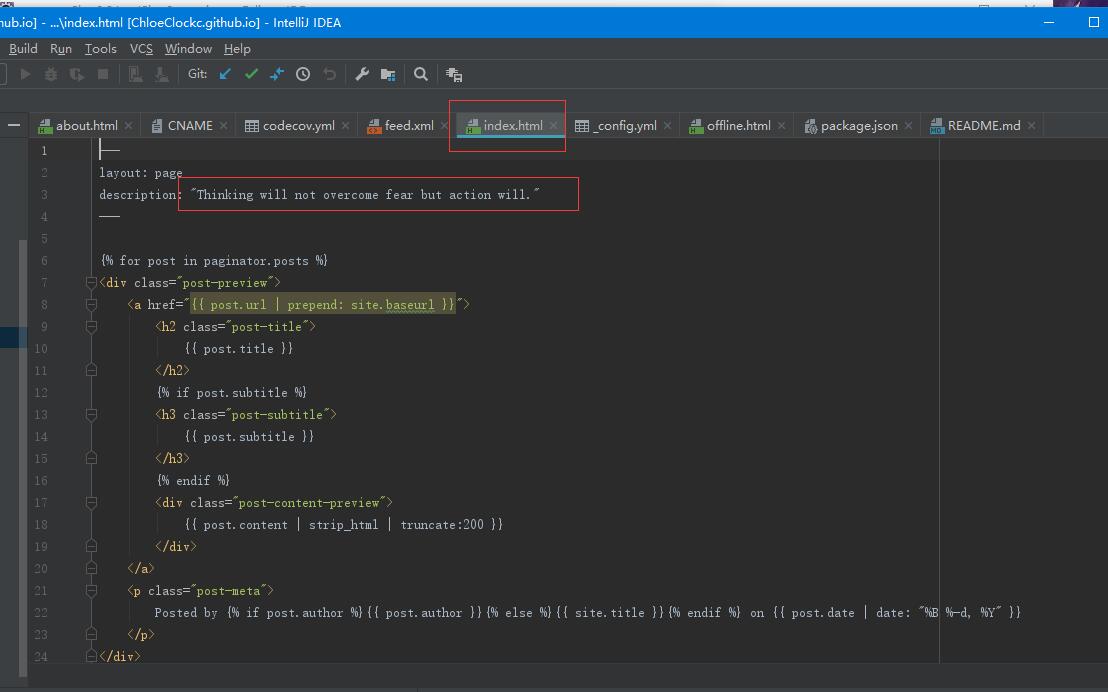 hub.io] - ...\index.html [ChloeClockc.github.io] - IntelliJ IDEA
Build Run Tools VCS Window Help
Git:
about.html CNAME codecov.yml feed.xml index.html _config.yml offline.html package.json README.md
1 ---
2 layout: page
3 description: "Thinking will not overcome fear but action will."
4 ---
5
6 {% for post in paginator.posts %}
7 <div class="post-preview">
8 <a href="{{ post.url | prepend: site.baseurl }}">
9 <h2 class="post-title">
10 {{ post.title }}
11 </h2>
12 {% if post.subtitle %}
13 <h3 class="post-subtitle">
14 {{ post.subtitle }}
15 </h3>
16 {% endif %}
17 <div class="post-content-preview">
18 {{ post.content | strip_html | truncate:200 }}
19 </div>
20 </a>
21 <p class="post-meta">
22 Posted by {% if post.author %}{{ post.author }}{% else %}{{ site.title }}{% endif %} on {{ post.date | date: "%B %-d, %Y" }}
23 </p>
24 </div>